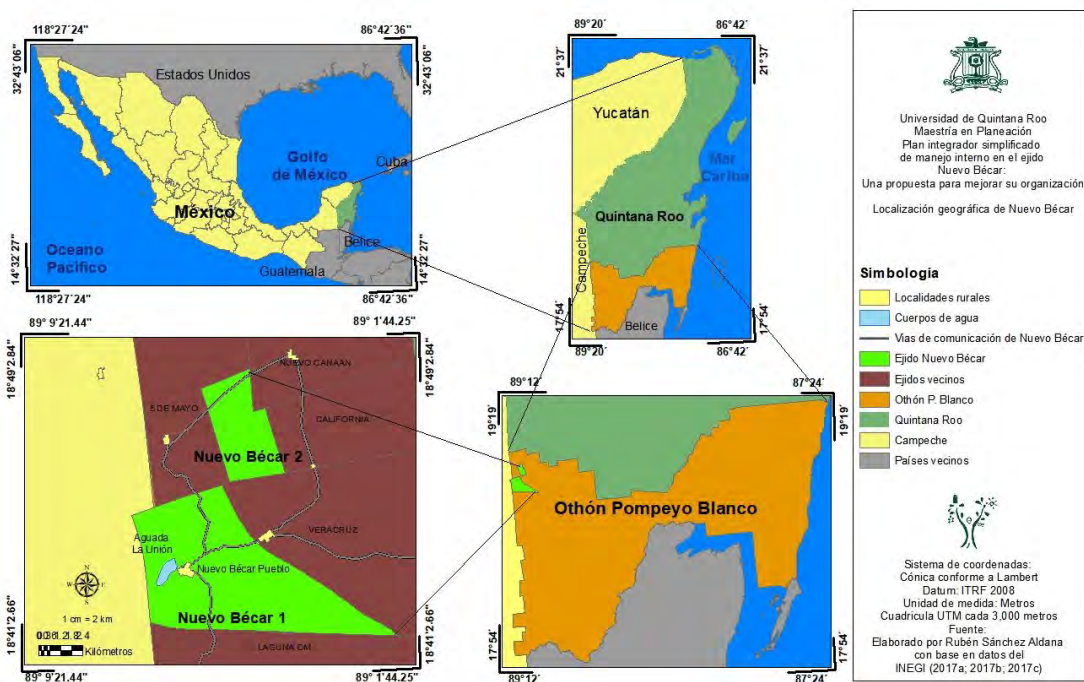 118°27'24"
86°42'36"
32°43'06"
32°43'06"
Estados Unidos
Golfo
de México
Cuba
México
Oceano
Pacífico
Belice
Guatemala
14°32'27"
14°32'27"
118°27'24"
86°42'36"
89°20'
86°42'
21°37'
21°37'
Yucatán
Mar
Caribe
Quintana Roo
Campeche
Belice
17°54'
17°54'
89°20'
86°42'
89° 9'21.44"
89° 1'44.25"
18°49'2.84"
18°49'2.84"
NUEVO CANAAN
5 DE MAYO
CALIFORNIA
Nuevo Bécar 2
VERACRUZ
Aguada
La Unión
Nuevo Bécar Pueblo
Nuevo Bécar 1
LAGUNA OM
N
W
E
S
1 cm = 2 km
Kilómetros
18°41'2.66"
18°41'2.66"
89° 9'21.44"
89° 1'44.25"
89°12'
87°24'
19°19'
19°19'
Othón Pompeyo Blanco
17°54'
17°54'
89°12'
87°24'
Universidad de Quintana Roo
Maestría en Planeación
Plan integrador simplificado
de manejo interno en el ejido
Nuevo Bécar:
Una propuesta para mejorar su organización
Localización geográfica de Nuevo Bécar
Simbología
Localidades rurales
Cuerpos de agua
Vías de comunicación de Nuevo Bécar
Ejido Nuevo Bécar
Ejidos vecinos
Othón P. Blanco
Quintana Roo
Campeche
Países vecinos
Sistema de coordenadas:
Cónica conforme a Lambert
Datum: ITRF 2008
Unidad de medida: Metros
Cuadricula UTM cada 3,000 metros
Fuente:
Elaborado por Rubén Sánchez Aldana
con base en datos del
INEGI (2017a; 2017b; 2017c)